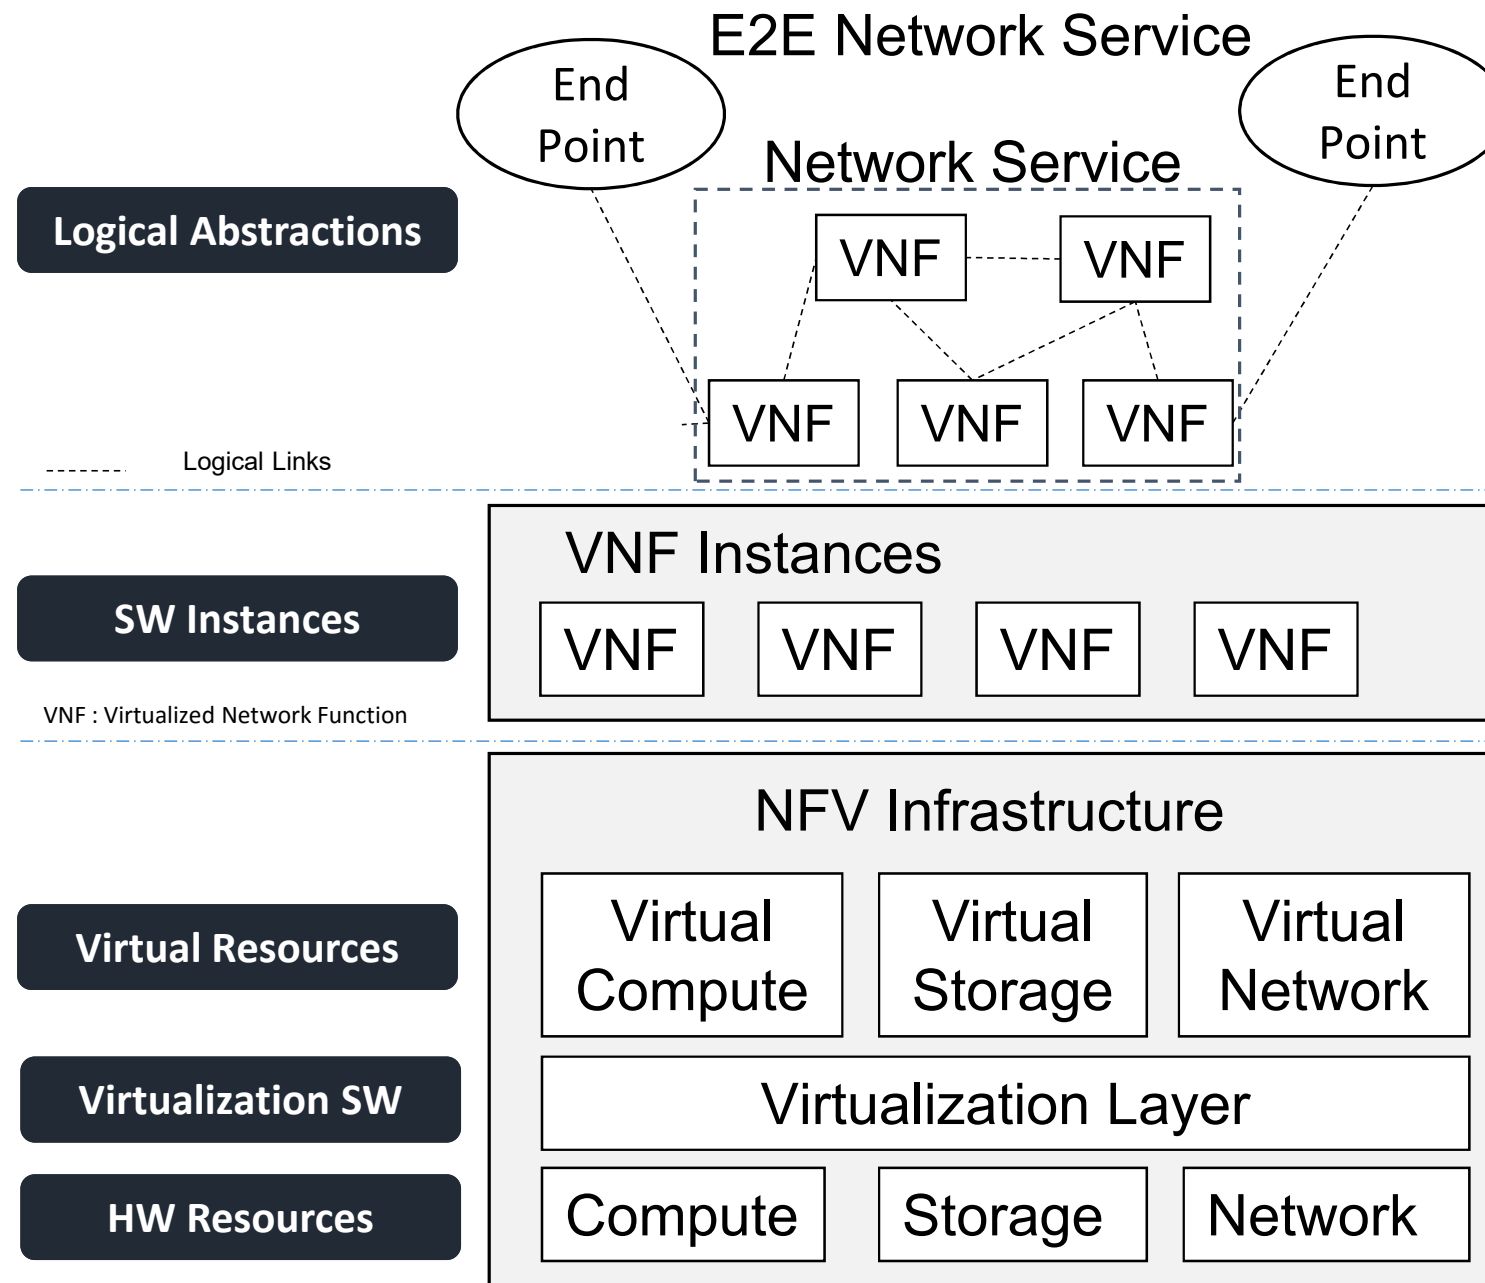 E2E Network Service
End
Point
End
Point
Network Service
Logical Abstractions
VNF
VNF
VNF
VNF
VNF
Logical Links
VNF Instances
SW Instances
VNF
VNF
VNF
VNF
VNF : Virtualized Network Function
NFV Infrastructure
Virtual Resources
Virtual
Compute
Virtual
Storage
Virtual
Network
Virtualization SW
Virtualization Layer
HW Resources
Compute
Storage
Network